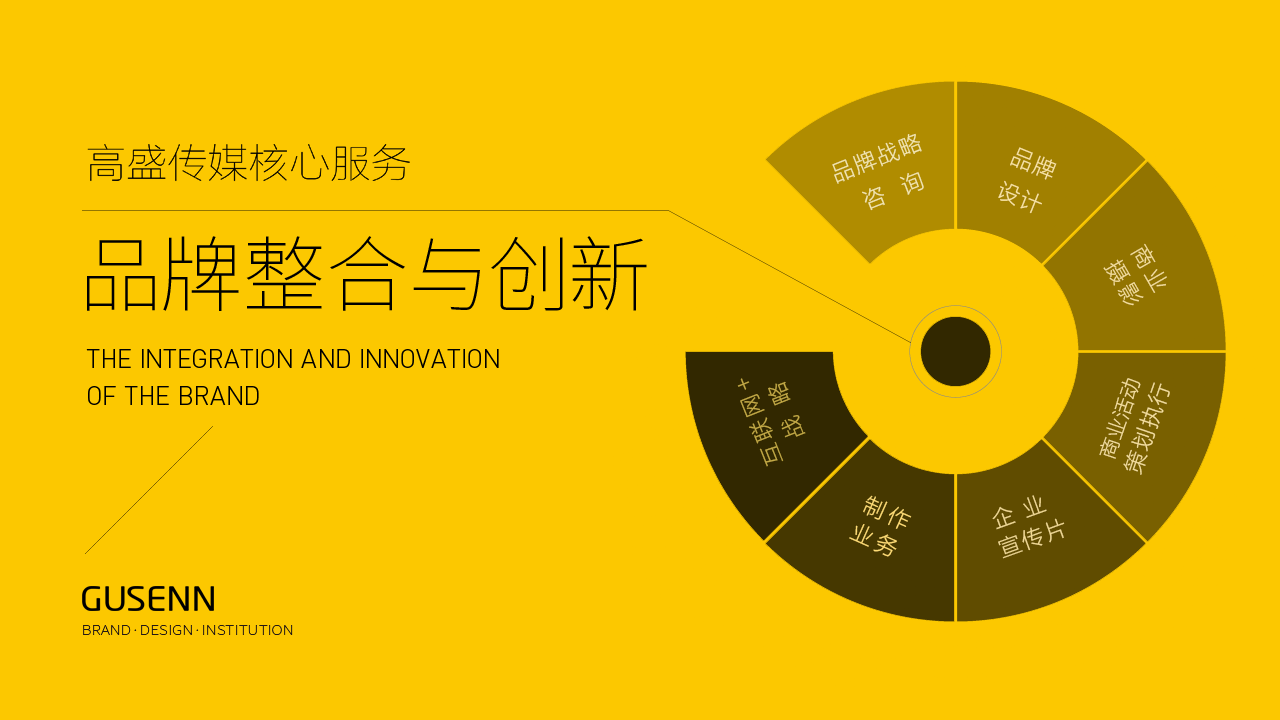 高盛传媒核心服务
品牌整合与创新
THE INTEGRATION AND INNOVATION
OF THE BRAND
GUSENN
BRAND·DESIGN·INSTITUTION
品牌战略
咨 询
品牌
设计
商业
摄影
商业活动
策划执行
企 业
宣传片
制作
业务
互联网+
战 略